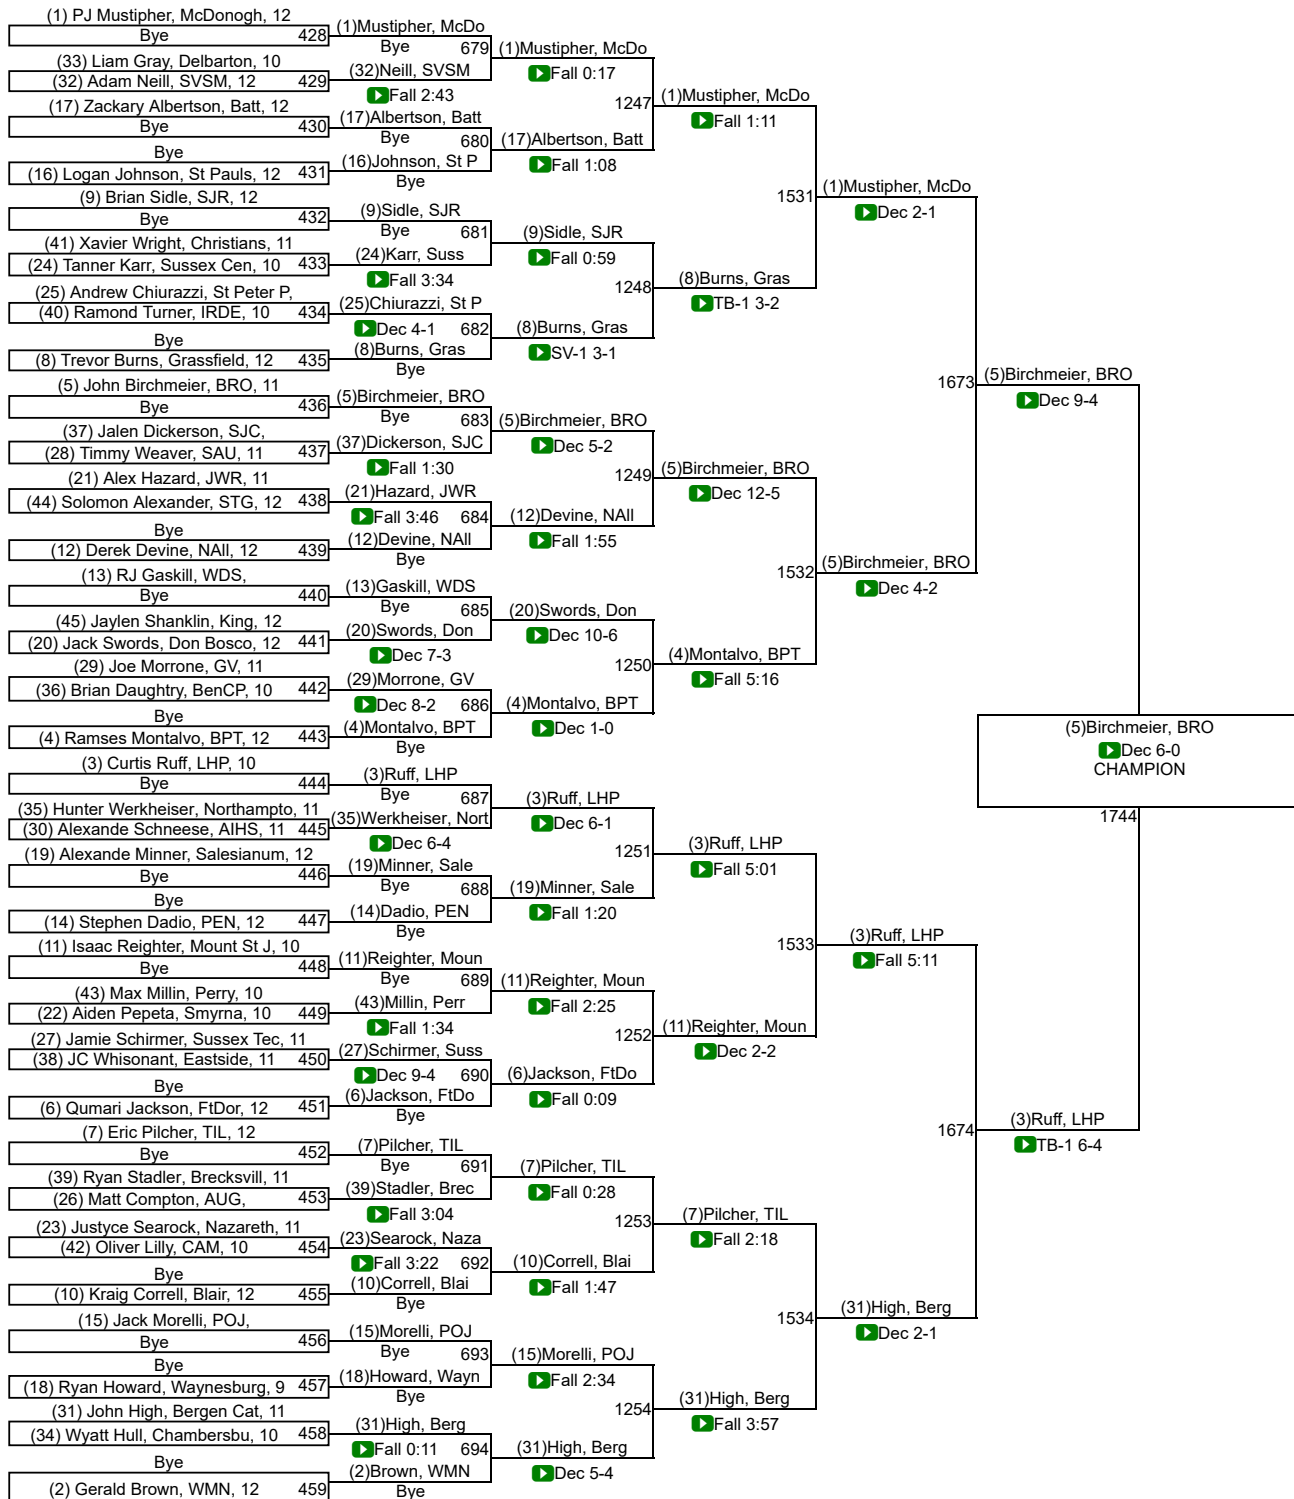 (1) PJ Mustipher, McDonogh, 12
Bye 428
(33) Liam Gray, Delbarton, 10
(32) Adam Neill, SVSM, 12 429
(17) Zackary Albertson, Batt, 12
Bye 430
Bye
(16) Logan Johnson, St Pauls, 12 431
(9) Brian Sidle, SJR, 12
Bye 432
(41) Xavier Wright, Christians, 11
(24) Tanner Karr, Sussex Cen, 10 433
(25) Andrew Chiurazzi, St Peter P,
(40) Ramond Turner, IRDE, 10 434
Bye
(8) Trevor Burns, Grassfield, 12 435
(5) John Birchmeier, BRO, 11
Bye 436
(37) Jalen Dickerson, SJC,
(28) Timmy Weaver, SAU, 11 437
(21) Alex Hazard, JWR, 11
(44) Solomon Alexander, STG, 12 438
Bye
(12) Derek Devine, NAll, 12 439
(13) RJ Gaskill, WDS,
Bye 440
(45) Jaylen Shanklin, King, 12
(20) Jack Swords, Don Bosco, 12 441
(29) Joe Morrone, GV, 11
(36) Brian Daughtry, BenCP, 10 442
Bye
(4) Ramses Montalvo, BPT, 12 443
(3) Curtis Ruff, LHP, 10
Bye 444
(35) Hunter Werkheiser, Northampto, 11
(30) Alexande Schneese, AIHS, 11 445
(19) Alexande Minner, Salesianum, 12
Bye 446
Bye
(14) Stephen Dadio, PEN, 12 447
(11) Isaac Reighter, Mount St J, 10
Bye 448
(43) Max Millin, Perry, 10
(22) Aiden Pepeta, Smyrna, 10 449
(27) Jamie Schirmer, Sussex Tec, 11
(38) JC Whisonant, Eastside, 11 450
Bye
(6) Qumari Jackson, FtDor, 12 451
(7) Eric Pilcher, TIL, 12
Bye 452
(39) Ryan Stadler, Brecksvill, 11
(26) Matt Compton, AUG, 453
(23) Justyce Searock, Nazareth, 11
(42) Oliver Lilly, CAM, 10 454
Bye
(10) Kraig Correll, Blair, 12 455
(15) Jack Morelli, POJ,
Bye 456
Bye
(18) Ryan Howard, Waynesburg, 9 457
(31) John High, Bergen Cat, 11
(34) Wyatt Hull, Chambersbu, 10 458
Bye
(2) Gerald Brown, WMN, 12 459
(1)Mustipher, McDo
Bye 679
(32)Neill, SVSM
Fall 2:43
(17)Albertson, Batt
Bye 680
(16)Johnson, St P
Bye
(9)Sidle, SJR
Bye 681
(24)Karr, Suss
Fall 3:34
(25)Chiurazzi, St P
Dec 4-1 682
(8)Burns, Gras
Bye
(5)Birchmeier, BRO
Bye 683
(37)Dickerson, SJC
Fall 1:30
(21)Hazard, JWR
Fall 3:46 684
(12)Devine, NAll
Bye
(13)Gaskill, WDS
Bye 685
(20)Swords, Don
Dec 7-3
(29)Morrone, GV
Dec 8-2 686
(4)Montalvo, BPT
Bye
(3)Ruff, LHP
Bye 687
(35)Werkheiser, Nort
Dec 6-4
(19)Minner, Sale
Bye 688
(14)Dadio, PEN
Bye
(11)Reighter, Moun
Bye 689
(43)Millin, Perr
Fall 1:34
(27)Schirmer, Suss
Dec 9-4 690
(6)Jackson, FtDo
Bye
(7)Pilcher, TIL
Bye 691
(39)Stadler, Brec
Fall 3:04
(23)Searock, Naza
Fall 3:22 692
(10)Correll, Blai
Bye
(15)Morelli, POJ
Bye 693
(18)Howard, Wayn
Bye
(31)High, Berg
Fall 0:11 694
(2)Brown, WMN
Bye
(1)Mustipher, McDo
Fall 0:17
1247
(17)Albertson, Batt
Fall 1:08
(9)Sidle, SJR
Fall 0:59
1248
(8)Burns, Gras
SV-1 3-1
(5)Birchmeier, BRO
Dec 5-2
1249
(12)Devine, NAll
Fall 1:55
(20)Swords, Don
Dec 10-6
1250
(4)Montalvo, BPT
Dec 1-0
(3)Ruff, LHP
Dec 6-1
1251
(19)Minner, Sale
Fall 1:20
(11)Reighter, Moun
Fall 2:25
1252
(6)Jackson, FtDo
Fall 0:09
(7)Pilcher, TIL
Fall 0:28
1253
(10)Correll, Blai
Fall 1:47
(15)Morelli, POJ
Fall 2:34
1254
(31)High, Berg
Dec 5-4
(1)Mustipher, McDo
Fall 1:11
1531
(8)Burns, Gras
TB-1 3-2
(5)Birchmeier, BRO
Dec 12-5
1532
(4)Montalvo, BPT
Fall 5:16
(3)Ruff, LHP
Fall 5:01
1533
(11)Reighter, Moun
Dec 2-2
(7)Pilcher, TIL
Fall 2:18
1534
(31)High, Berg
Fall 3:57
(1)Mustipher, McDo
Dec 2-1
1673
(5)Birchmeier, BRO
Dec 4-2
(3)Ruff, LHP
Fall 5:11
1674
(31)High, Berg
Dec 2-1
(5)Birchmeier, BRO
Dec 9-4
(3)Ruff, LHP
TB-1 6-4
(5)Birchmeier, BRO
Dec 6-0
CHAMPION
1744